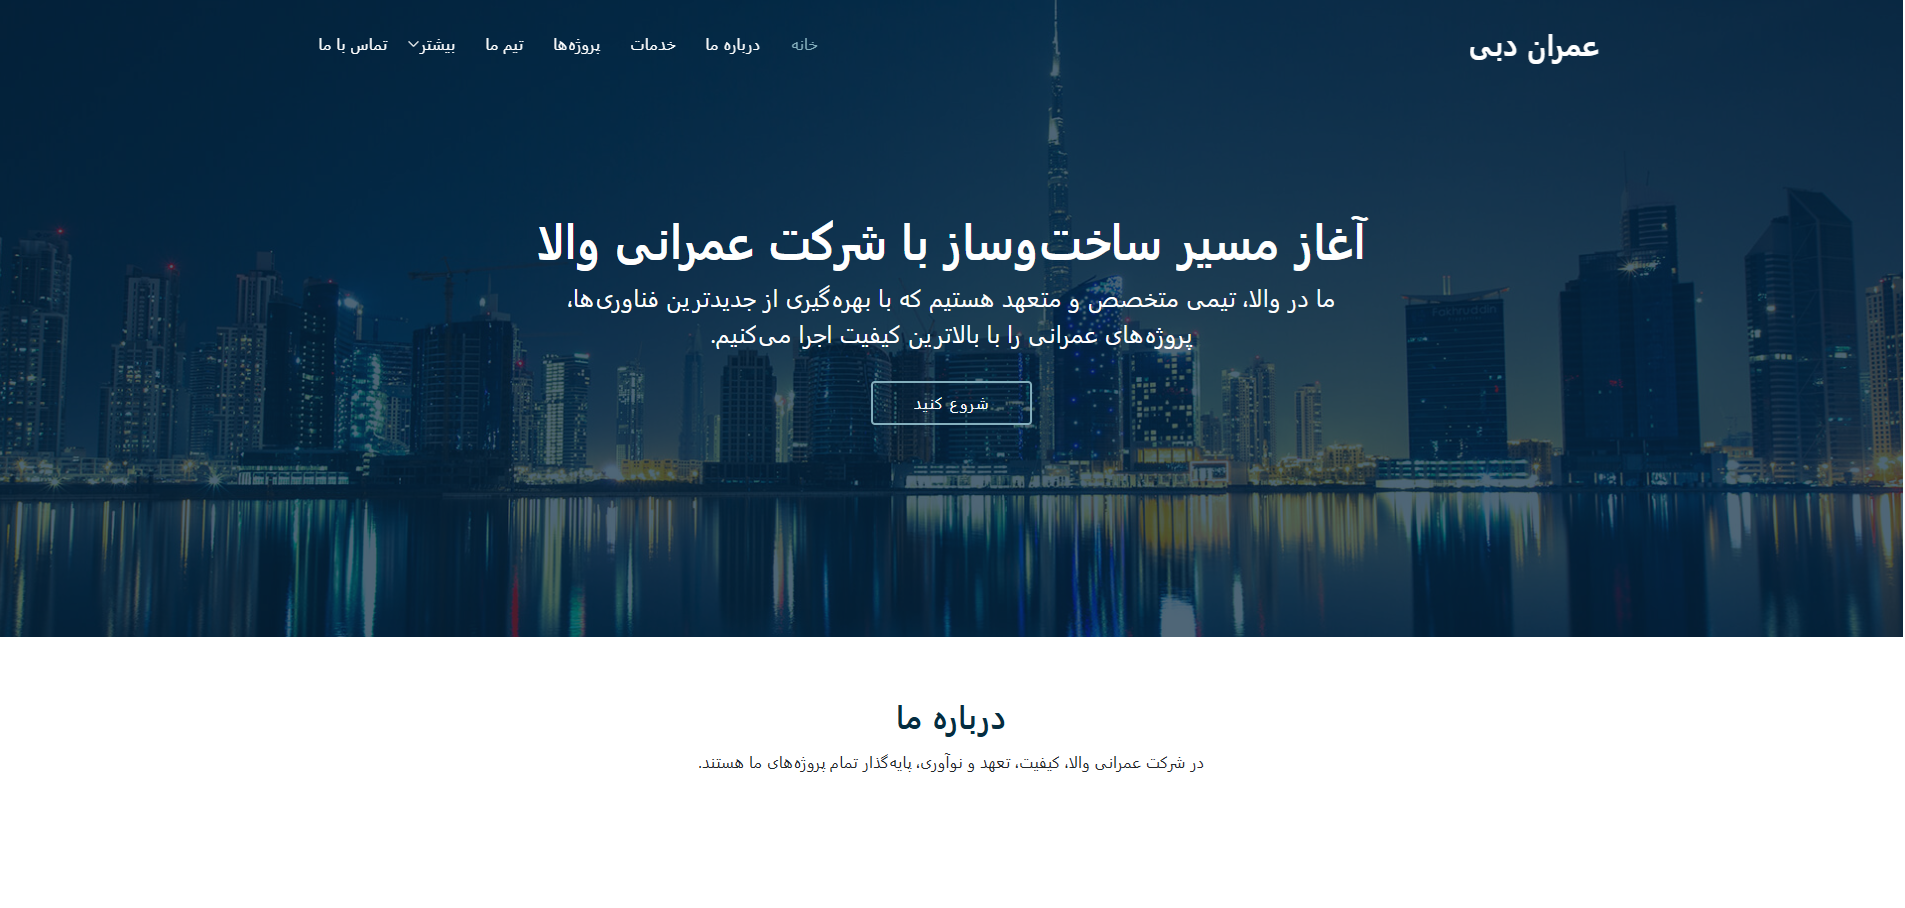 عمران دبی
خانه
درباره ما
خدمات
پروژه‌ها
تیم ما
بیشتر
تماس با ما
آغاز مسیر ساخت‌وساز با شرکت عمرانی والا
ما در والا، تیمی متخصص و متعهد هستیم که با بهره‌گیری از جدیدترین فناوری‌ها،
پروژه‌های عمرانی را با بالاترین کیفیت اجرا می‌کنیم.
شروع کنید
درباره ما
در شرکت عمرانی والا، کیفیت، تعهد و نوآوری، پایه‌گذار تمام پروژه‌های ما هستند.